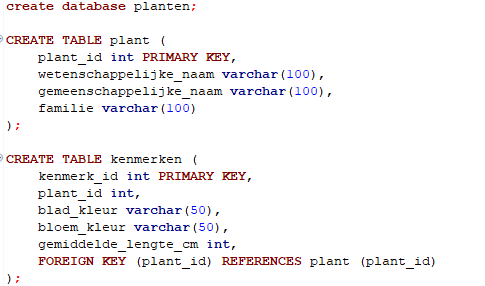 create database planten;
CREATE TABLE plant (
plant_id int PRIMARY KEY,
wetenschappelijke_naam varchar(100),
gemeenschappelijke_naam varchar(100),
familie varchar(100)
);
CREATE TABLE kenmerken (
kenmerk_id int PRIMARY KEY,
plant_id int,
blad_kleur varchar(50),
bloem_kleur varchar(50),
gemiddelde_lengte_cm int,
FOREIGN KEY (plant_id) REFERENCES plant (plant_id)
);